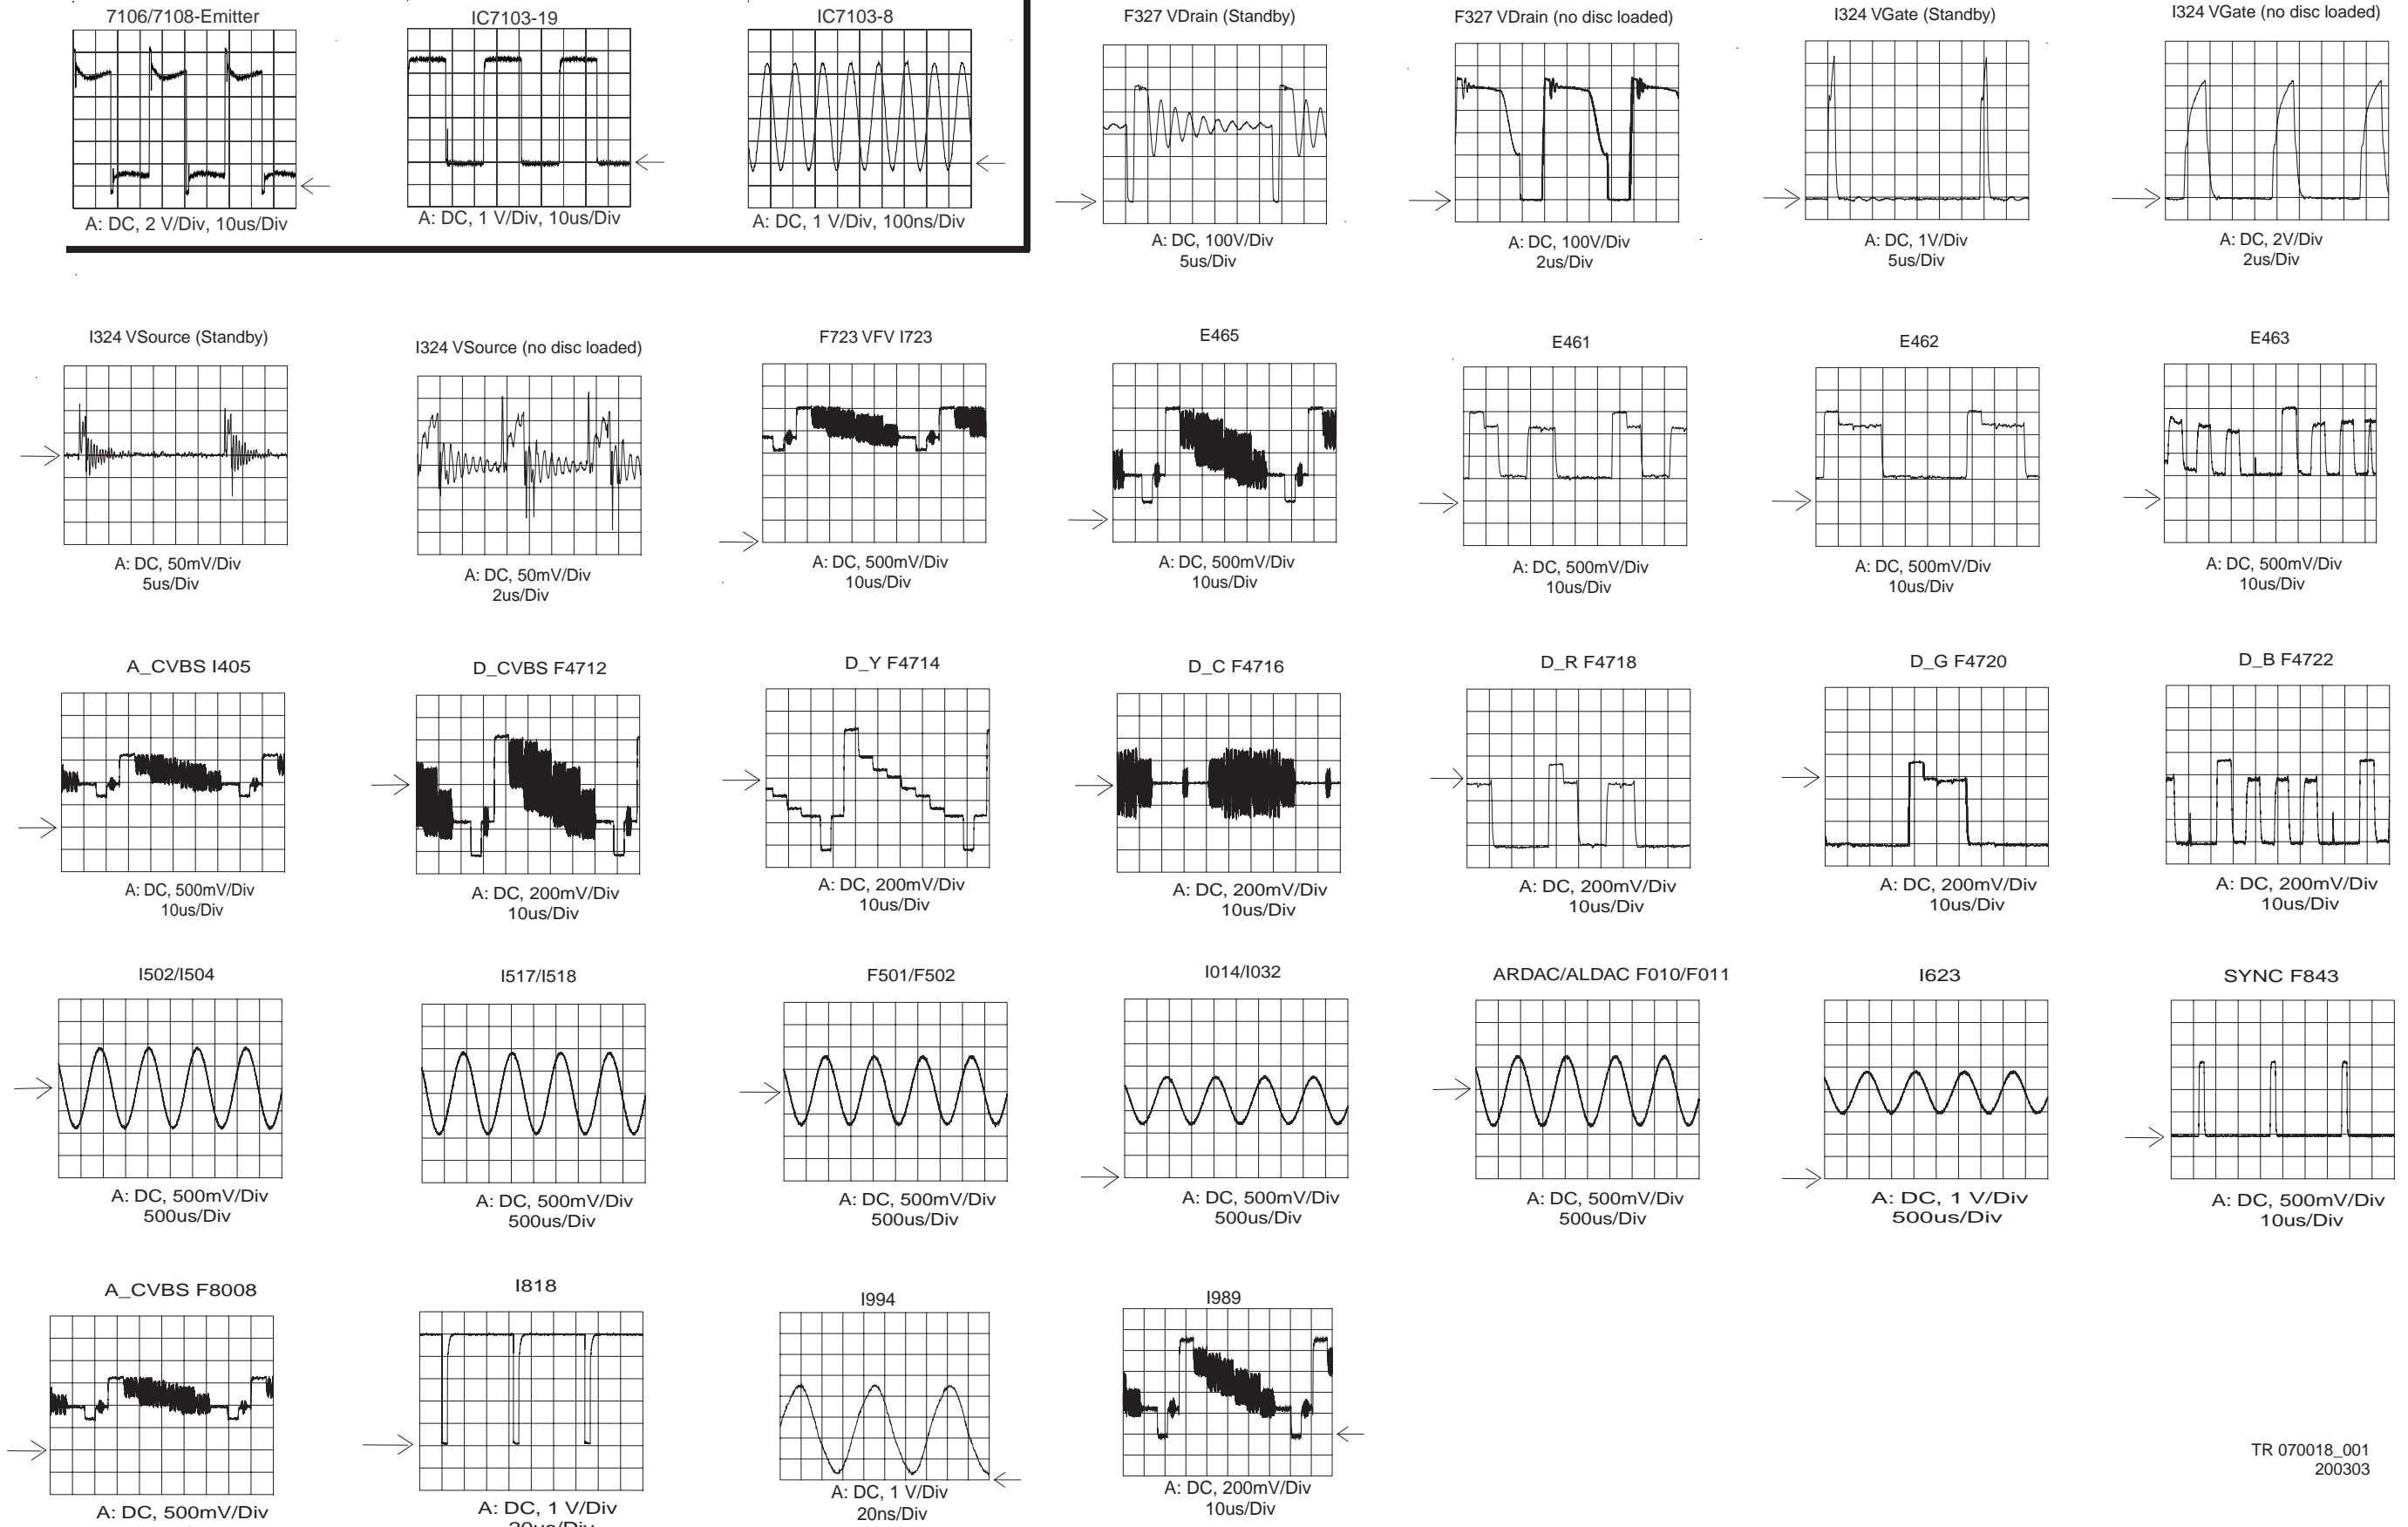 7106/7108-Emitter
A: DC, 2 V/Div, 10us/Div
IC7103-19
A: DC, 1 V/Div, 10us/Div
IC7103-8
A: DC, 1 V/Div, 100ns/Div
F327 VDrain (Standby)
A: DC, 100V/Div
5us/Div
F327 VDrain (no disc loaded)
A: DC, 100V/Div
2us/Div
I324 VGate (Standby)
A: DC, 1V/Div
5us/Div
I324 VGate (no disc loaded)
A: DC, 2V/Div
2us/Div
I324 VSource (Standby)
A: DC, 50mV/Div
5us/Div
I324 VSource (no disc loaded)
A: DC, 50mV/Div
2us/Div
F723 VFV I723
A: DC, 500mV/Div
10us/Div
E465
A: DC, 500mV/Div
10us/Div
E461
A: DC, 500mV/Div
10us/Div
E462
A: DC, 500mV/Div
10us/Div
E463
A: DC, 500mV/Div
10us/Div
A_CVBS I405
A: DC, 500mV/Div
10us/Div
D_CVBS F4712
A: DC, 200mV/Div
10us/Div
D_Y F4714
A: DC, 200mV/Div
10us/Div
D_C F4716
A: DC, 200mV/Div
10us/Div
D_R F4718
A: DC, 200mV/Div
10us/Div
D_G F4720
A: DC, 200mV/Div
10us/Div
D_B F4722
A: DC, 200mV/Div
10us/Div
I502/I504
A: DC, 500mV/Div
500us/Div
I517/I518
A: DC, 500mV/Div
500us/Div
F501/F502
A: DC, 500mV/Div
500us/Div
I014/I032
A: DC, 500mV/Div
500us/Div
ARDAC/ALDAC F010/F011
A: DC, 500mV/Div
500us/Div
I623
A: DC, 1 V/Div
500us/Div
SYNC F843
A: DC, 500mV/Div
10us/Div
A_CVBS F8008
A: DC, 500mV/Div
I818
A: DC, 1 V/Div
20us/Div
I994
A: DC, 1 V/Div
20ns/Div
I989
A: DC, 200mV/Div
10us/Div
TR 070018_001
200303